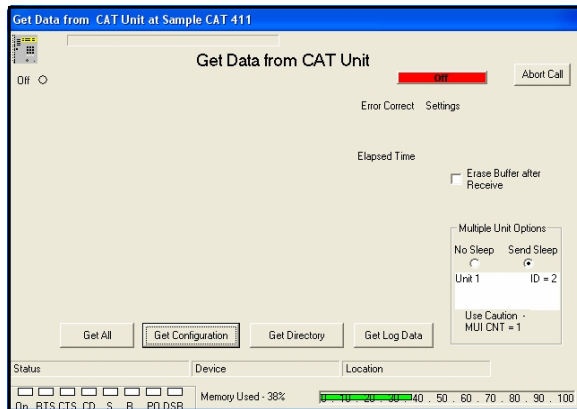 Get Data from CAT Unit at Sample CAT 411
Get Data from CAT Unit
Off
Off
Abort Call
Error Correct Settings
Elapsed Time
Erase Buffer after
Receive
Multiple Unit Options
No Sleep Send Sleep
Unit 1 ID = 2
Use Caution -
MUI CNT = 1
Get All Get Configuration Get Directory Get Log Data
Status Device Location
On RTS CTS CD S R PO DSR
Memory Used - 38%
0 . 10 . 20 . 30 . 40 . 50 . 60 . 70 . 80 . 90 . 100